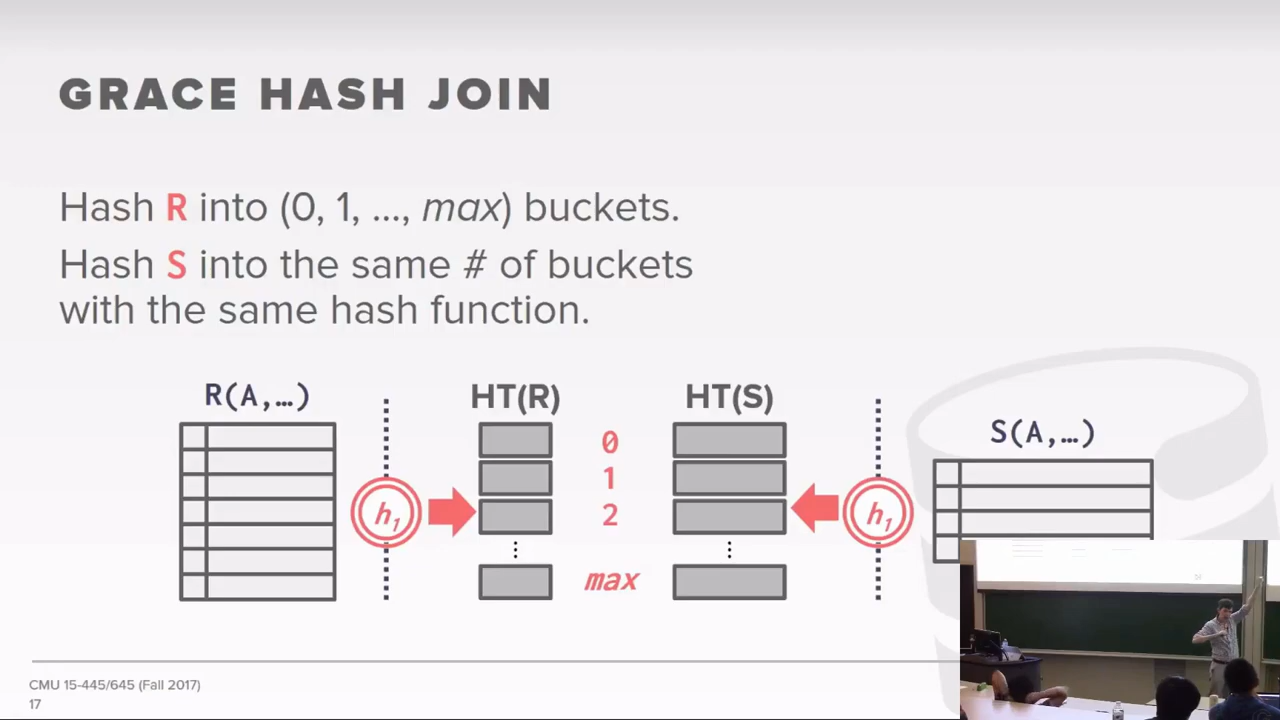 GRACE HASH JOIN
Hash R into (0, 1, ..., max) buckets.
Hash S into the same # of buckets
with the same hash function.
R(A,…)
HT(R)
HT(S)
S(A,…)
0
1
2
h1
h1
⋮
⋮
max
CMU 15-445/645 (Fall 2017)
17